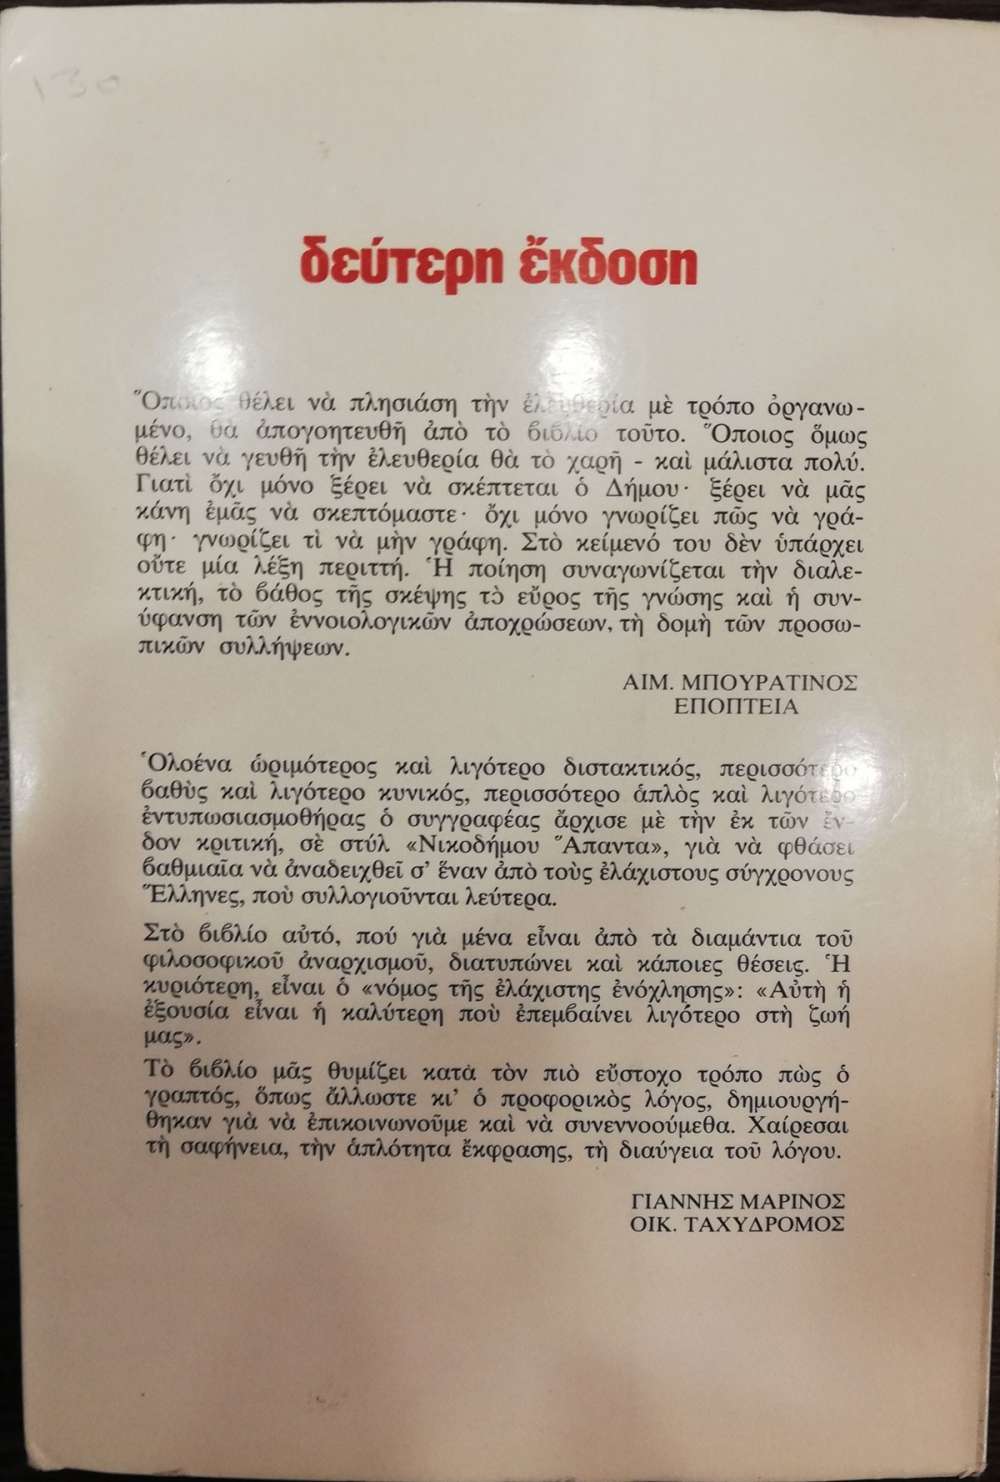 130
δεύτερη ἔκδοση
Ὅποιος θέλει νὰ πλησιάση τὴν ἐλευθερία μὲ τρόπο ὀργανω-
μένο, θὰ ἀπογοητευθῆ ἀπὸ τὸ βιβλίο τοῦτο. Ὅποιος ὅμως
θέλει νὰ γευθῆ τὴν ἐλευθερία θὰ τὸ χαρῆ - καὶ μάλιστα πολύ.
Γιατὶ ὄχι μόνο ξέρει νὰ σκέπτεται ὁ Δήμου· ξέρει νὰ μᾶς
κάνη ἐμᾶς νὰ σκεπτόμαστε· ὄχι μόνο γνωρίζει πῶς νὰ γρά-
φη· γνωρίζει τὶ νὰ μὴν γράφη. Στὸ κείμενό του δὲν ὑπάρχει
οὔτε μία λέξη περιττή. Ἡ ποίηση συναγωνίζεται τὴν διαλε-
κτική, τὸ βάθος τῆς σκέψης τὸ εὖρος τῆς γνώσης καὶ ἡ συν-
ύφανση τῶν ἐννοιολογικῶν ἀποχρώσεων, τὴ δομὴ τῶν προσω-
πικῶν συλλήψεων.
ΑΙΜ. ΜΠΟΥΡΑΤΙΝΟΣ
ΕΠΟΠΤΕΙΑ
Ὁλοένα ὡριμότερος καὶ λιγότερο διστακτικός, περισσότερο
βαθὺς καὶ λιγότερο κυνικός, περισσότερο ἁπλὸς καὶ λιγότερο
ἐντυπωσιασμοθήρας ὁ συγγραφέας ἄρχισε μὲ τὴν ἐκ τῶν ἔν-
δον κριτική, σὲ στύλ «Νικοδήμου Ἅπαντα», γιὰ νὰ φθάσει
βαθμιαῖα νὰ ἀναδειχθεῖ σ' ἕναν ἀπὸ τοὺς ἐλάχιστους σύγχρονους
Ἕλληνες, ποὺ συλλογιοῦνται λεύτερα.
Στὸ βιβλίο αὐτό, πού γιὰ μένα εἶναι ἀπὸ τὰ διαμάντια τοῦ
φιλοσοφικοῦ ἀναρχισμοῦ, διατυπώνει καὶ κάποιες θέσεις. Ἡ
κυριότερη, εἶναι ὁ «νόμος τῆς ἐλάχιστης ἐνόχλησης»: «Αὐτὴ ἡ
ἐξουσία εἶναι ἡ καλύτερη ποὺ ἐπεμβαίνει λιγότερο στὴ ζωή
μας».
Τὸ βιβλίο μᾶς θυμίζει κατὰ τὸν πιὸ εὔστοχο τρόπο πὼς ὁ
γραπτός, ὅπως ἄλλωστε κι' ὁ προφορικὸς λόγος, δημιουργή-
θηκαν γιὰ νὰ ἐπικοινωνοῦμε καὶ νὰ συνεννοούμεθα. Χαίρεσαι
τὴ σαφήνεια, τὴν ἁπλότητα ἔκφρασης, τὴ διαύγεια τοῦ λόγου.
ΓΙΑΝΝΗΣ ΜΑΡΙΝΟΣ
ΟΙΚ. ΤΑΧΥΔΡΟΜΟΣ